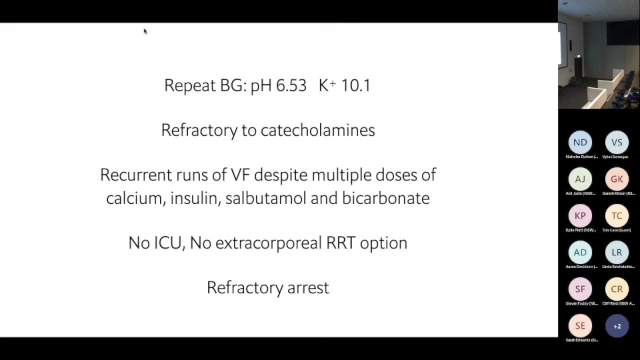 Repeat BG: pH 6.53 K⁺ 10.1
Refractory to catecholamines
Recurrent runs of VF despite multiple doses of
calcium, insulin, salbutamol and bicarbonate
No ICU, No extracorporeal RRT option
Refractory arrest
ND
VS
AJ
GK
KP
TC
AD
LR
SF
CR
SE
+2